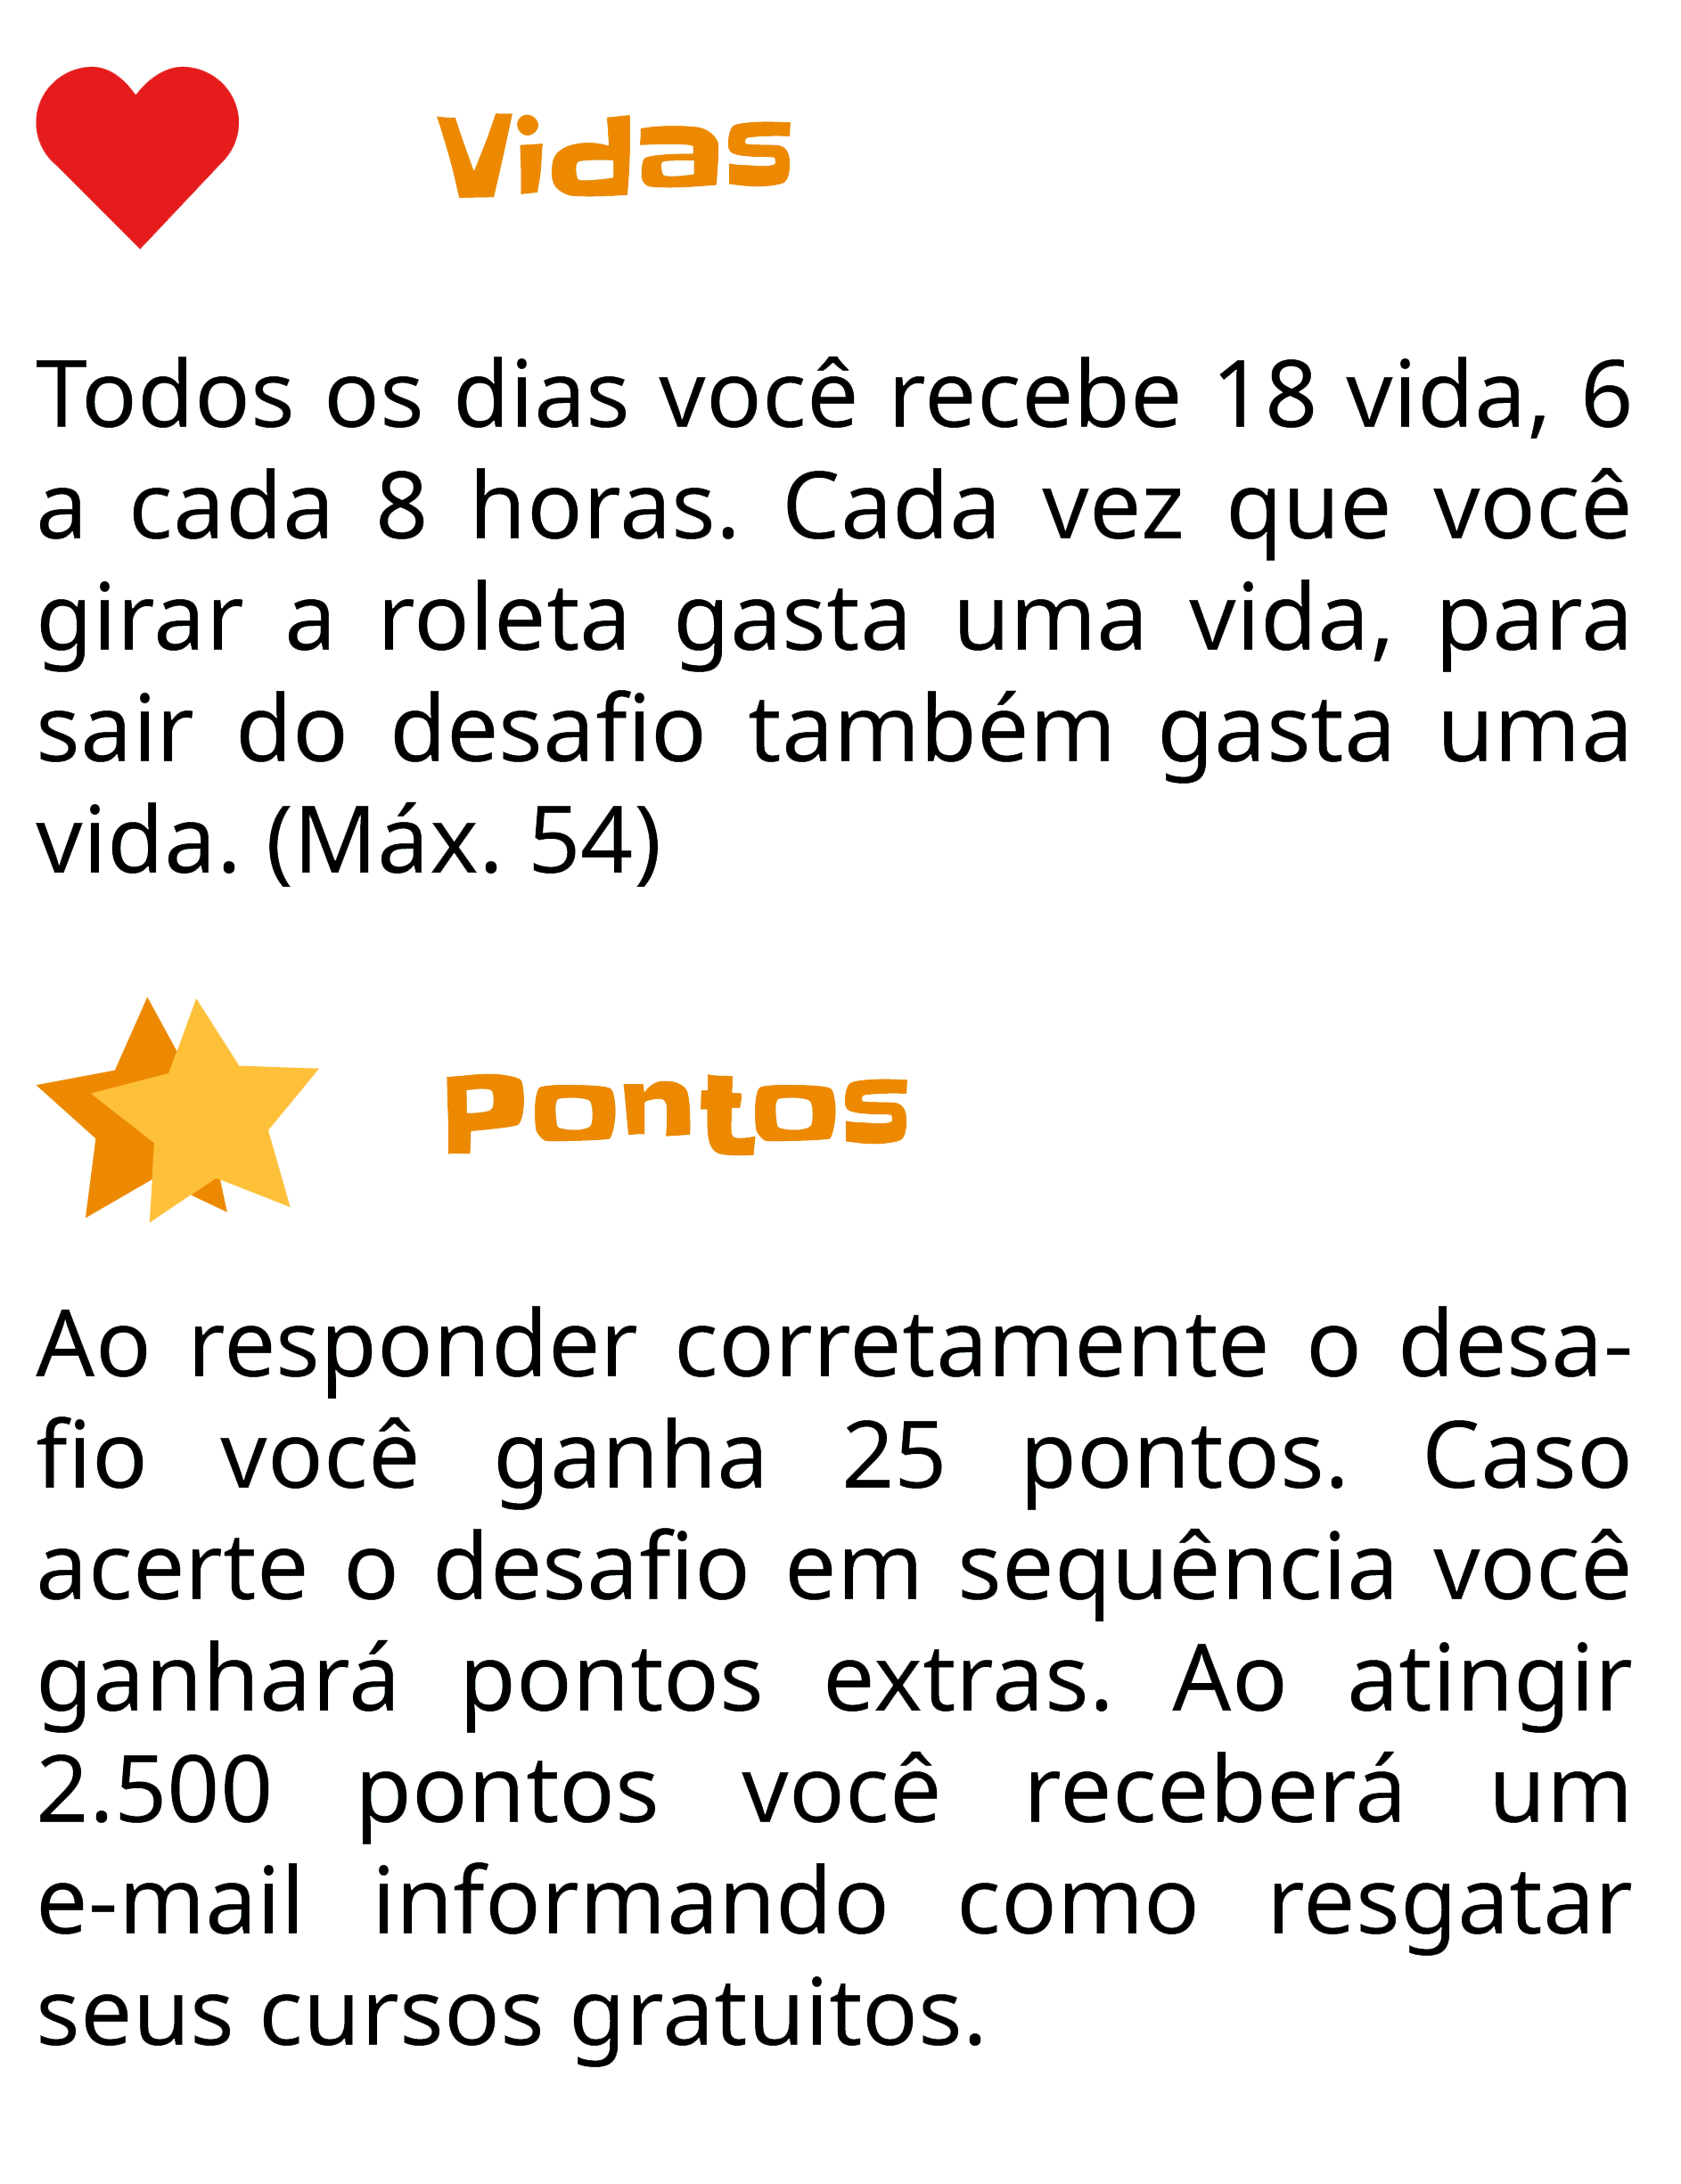 Vidas
Todos os dias você recebe 18 vida, 6
a cada 8 horas. Cada vez que você
girar a roleta gasta uma vida, para
sair do desafio também gasta uma
vida. (Máx. 54)
Pontos
Ao responder corretamente o desa-
fio você ganha 25 pontos. Caso
acerte o desafio em sequência você
ganhará pontos extras. Ao atingir
2.500 pontos você receberá um
e-mail informando como resgatar
seus cursos gratuitos.